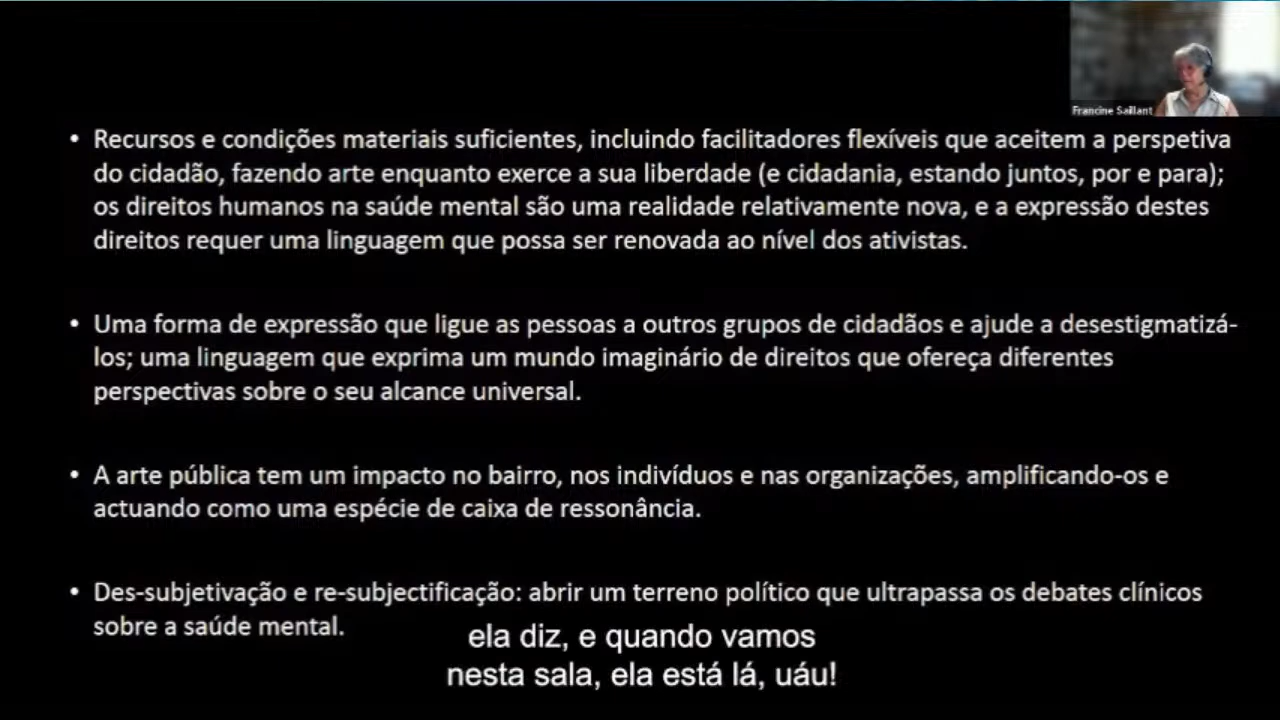 Francine Saillant
• Recursos e condições materiais suficientes, incluindo facilitadores flexíveis que aceitem a perspetiva
do cidadão, fazendo arte enquanto exerce a sua liberdade (e cidadania, estando juntos, por e para);
os direitos humanos na saúde mental são uma realidade relativamente nova, e a expressão destes
direitos requer uma linguagem que possa ser renovada ao nível dos ativistas.
• Uma forma de expressão que ligue as pessoas a outros grupos de cidadãos e ajude a desestigmatizá-
los; uma linguagem que exprima um mundo imaginário de direitos que ofereça diferentes
perspectivas sobre o seu alcance universal.
• A arte pública tem um impacto no bairro, nos indivíduos e nas organizações, amplificando-os e
actuando como uma espécie de caixa de ressonância.
• Des-subjetivação e re-subjectificação: abrir um terreno político que ultrapassa os debates clínicos
sobre a saúde mental.
ela diz, e quando vamos
nesta sala, ela está lá, uáu!